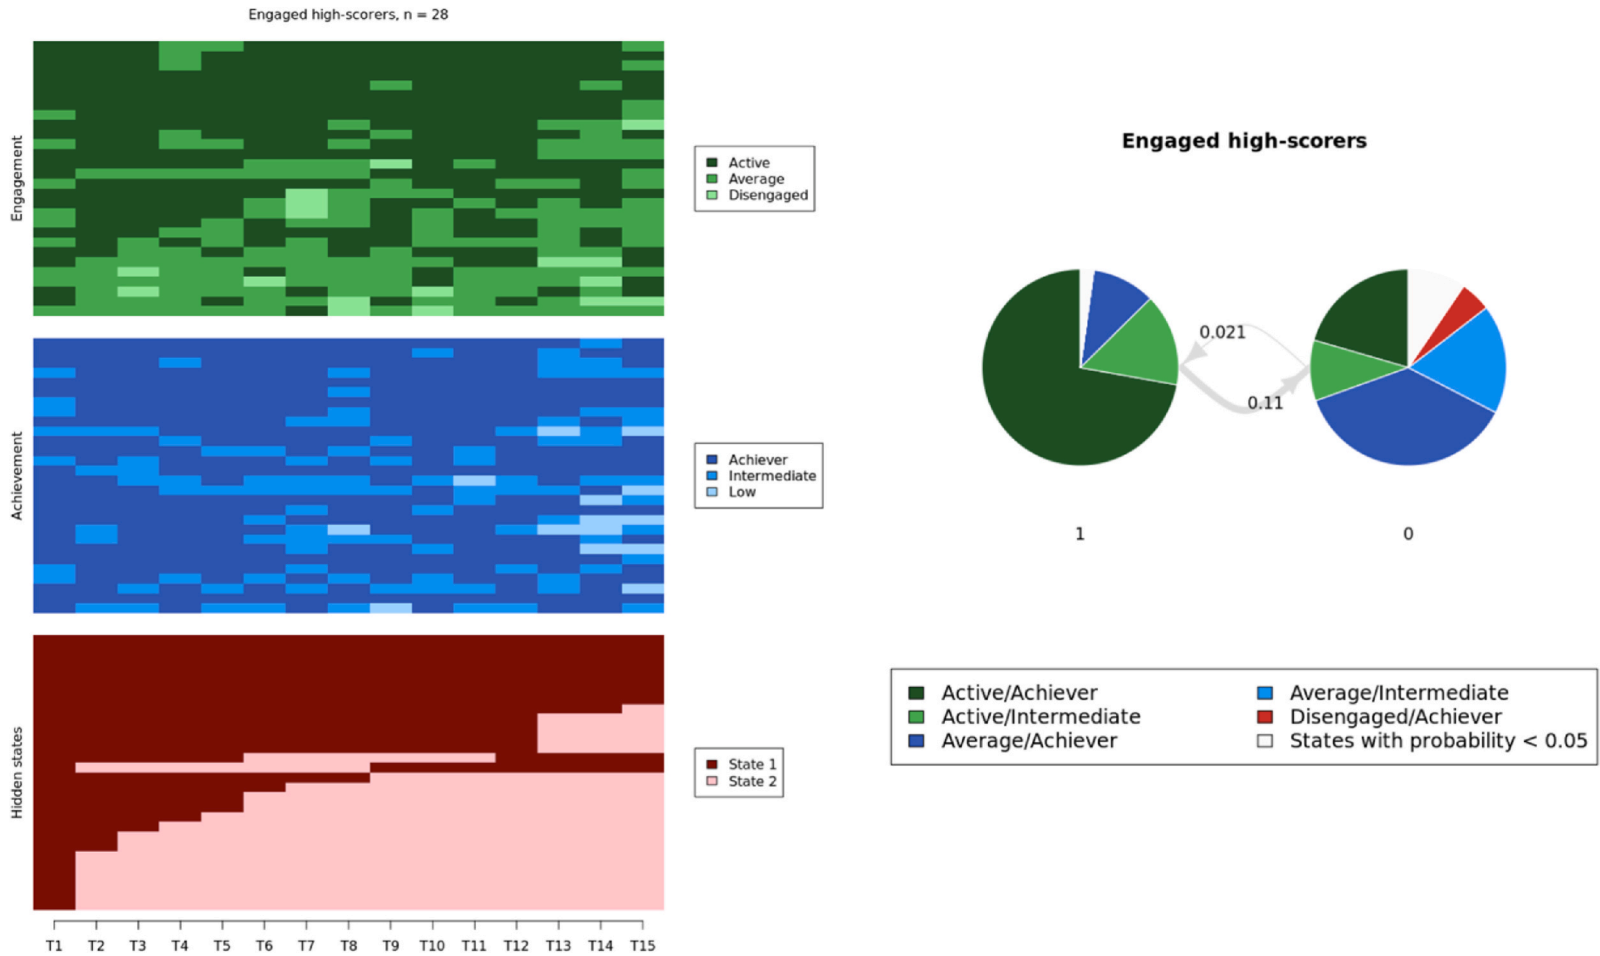 Engaged high-scorers, n = 28
Engagement
Active
Average
Disengaged
Achievement
Achiever
Intermediate
Low
Hidden states
State 1
State 2
T1 T2 T3 T4 T5 T6 T7 T8 T9 T10 T11 T12 T13 T14 T15
Engaged high-scorers
0.021
0.11
1 0
Active/Achiever
Active/Intermediate
Average/Achiever
Average/Intermediate
Disengaged/Achiever
States with probability < 0.05